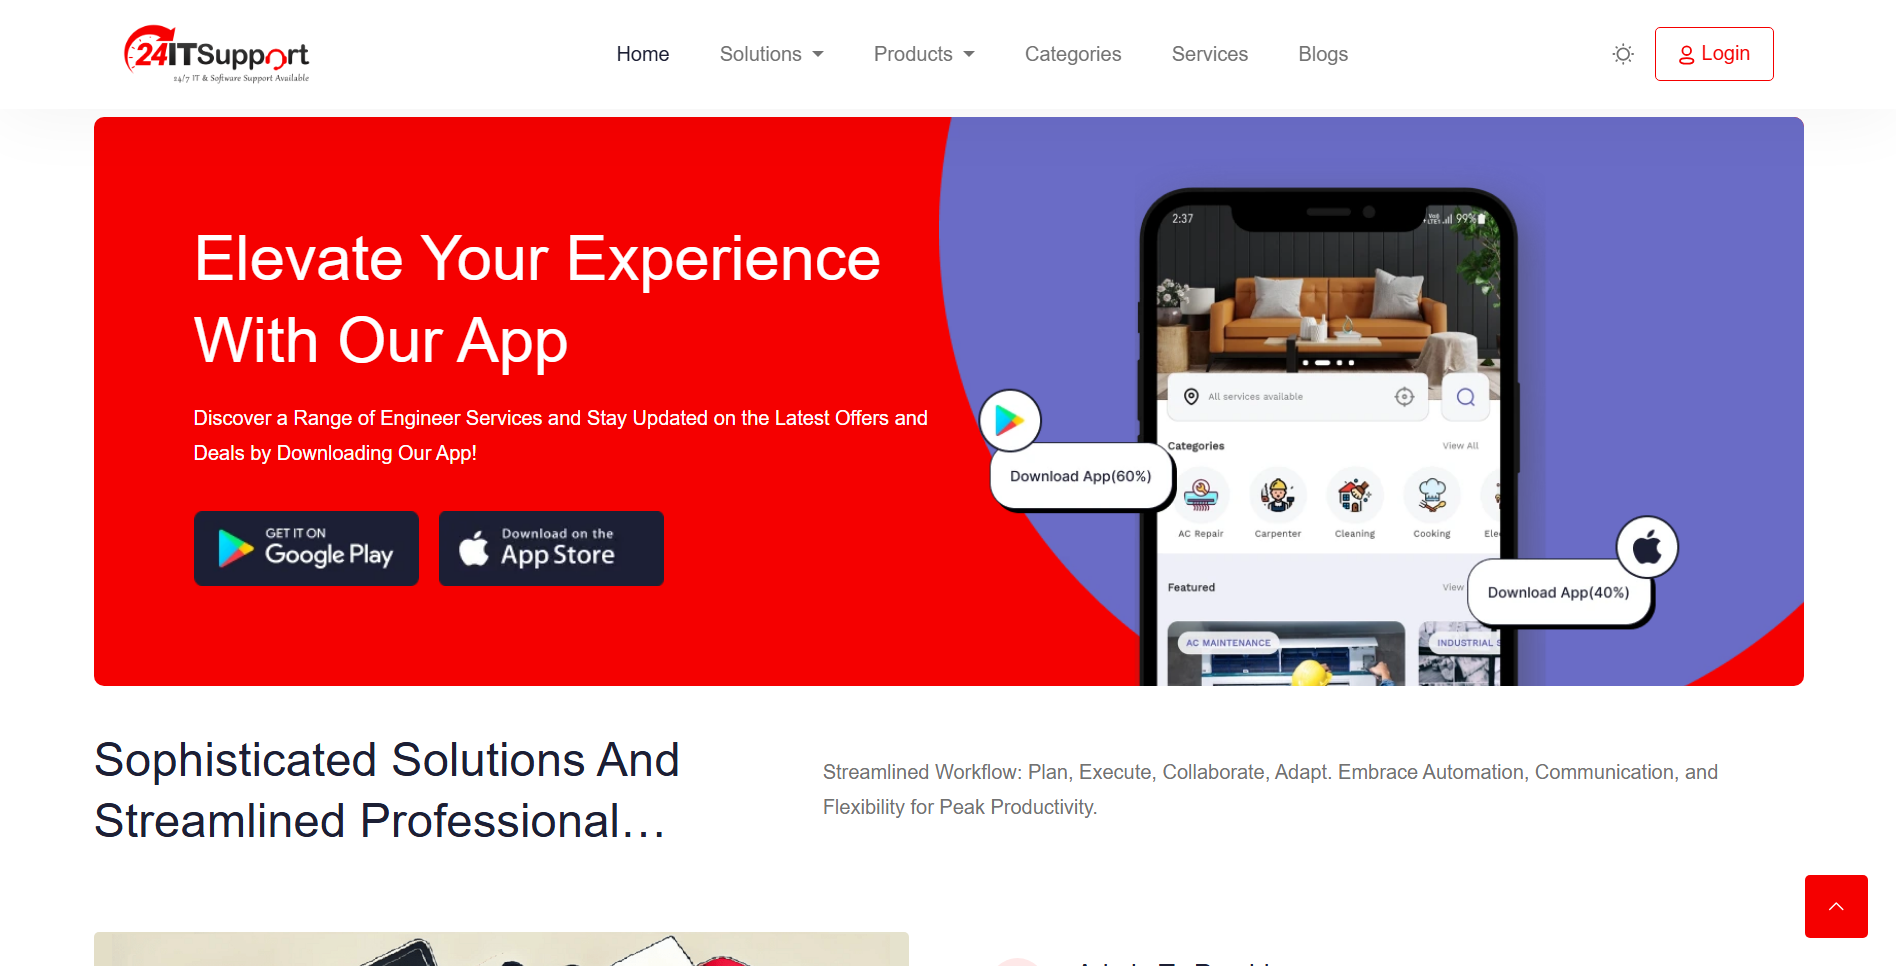 24ITSupport
24/7 IT & Software Support Available
Home
Solutions
Products
Categories
Services
Blogs
Login
Elevate Your Experience
With Our App
Discover a Range of Engineer Services and Stay Updated on the Latest Offers and
Deals by Downloading Our App!
GET IT ON
Google Play
Download on the
App Store
2:37
99%
All services available
Categories
View All
Download App(60%)
AC Repair
Carpenter
Cleaning
Cooking
Featured
View
Download App(40%)
AC MAINTENANCE
INDUSTRIAL
Sophisticated Solutions And
Streamlined Professional...
Streamlined Workflow: Plan, Execute, Collaborate, Adapt. Embrace Automation, Communication, and
Flexibility for Peak Productivity.